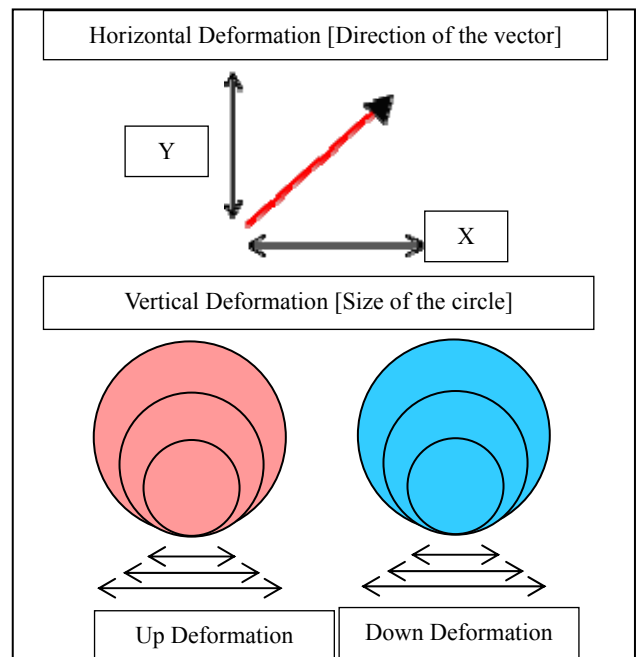 Horizontal Deformation [Direction of the vector]
Y
X
Vertical Deformation [Size of the circle]
Up Deformation
Down Deformation